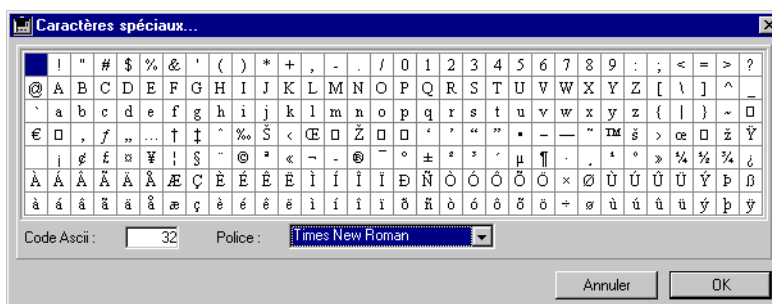 Caractères spéciaux...
! " # $ % & ' ( ) * + , - . / 0 1 2 3 4 5 6 7 8 9 : ; < = > ?
@ A B C D E F G H I J K L M N O P Q R S T U V W X Y Z [ \ ] ^ _
` a b c d e f g h i j k l m n o p q r s t u v w x y z { | } ~ □
€ □ ‚ ƒ „ … † ‡ ˆ ‰ Š ‹ Œ □ Ž □ □ ‘ ’ “ ” • – — ˜ ™ š › œ □ ž Ÿ
¡ ¢ £ ¤ ¥ ¦ § ¨ © ª « ¬ - ® ¯ ° ± ² ³ ´ µ ¶ · ¸ ¹ º » ¼ ½ ¾ ¿
À Á Â Ã Ä Å Æ Ç È É Ê Ë Ì Í Î Ï Ð Ñ Ò Ó Ô Õ Ö × Ø Ù Ú Û Ü Ý Þ ß
à á â ã ä å æ ç è é ê ë ì í î ï ð ñ ò ó ô õ ö ÷ ø ù ú û ü ý þ ÿ
Code Ascii : 32 Police : Times New Roman
Annuler OK